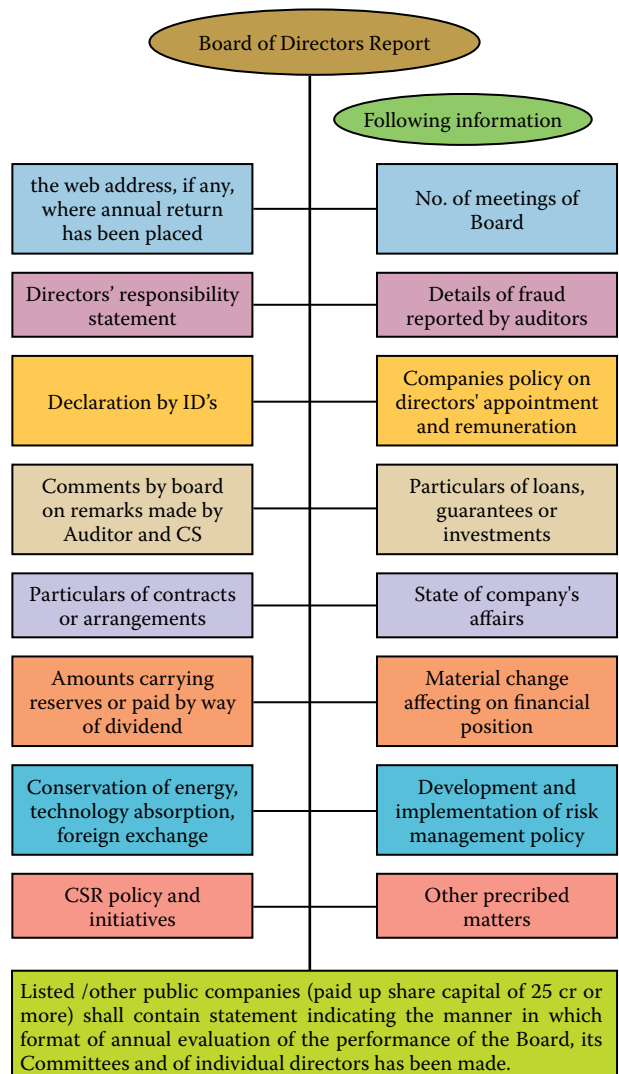 Board of Directors Report
Following information
the web address, if any,
where annual return
has been placed
No. of meetings of
Board
Directors’ responsibility
statement
Details of fraud
reported by auditors
Declaration by ID’s
Companies policy on
directors' appointment
and remuneration
Comments by board
on remarks made by
Auditor and CS
Particulars of loans,
guarantees or
investments
Particulars of contracts
or arrangements
State of company's
affairs
Amounts carrying
reserves or paid by way
of dividend
Material change
affecting on financial
position
Conservation of energy,
technology absorption,
foreign exchange
Development and
implementation of risk
management policy
CSR policy and
initiatives
Other precribed
matters
Listed /other public companies (paid up share capital of 25 cr or
more) shall contain statement indicating the manner in which
format of annual evaluation of the performance of the Board, its
Committees and of individual directors has been made.